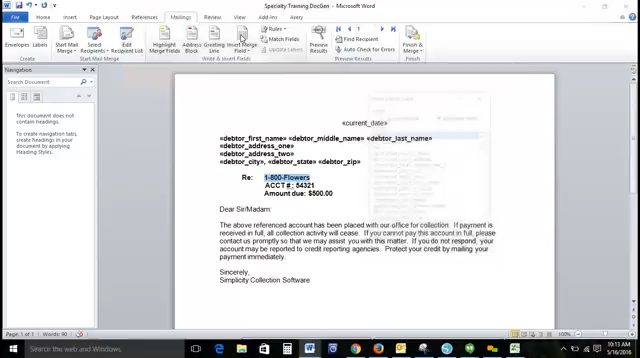 Specialty Training DocGen - Microsoft Word
File Home Insert Page Layout References Mailings Review View Add-Ins Avery
Envelopes Labels Start Mail Merge Select Recipients Edit Recipient List Highlight Merge Fields Address Block Greeting Line Insert Merge Field Rules Match Fields Update Labels Preview Results 1 Find Recipient Auto Check for Errors Finish & Merge
Create Start Mail Merge Write & Insert Fields Preview Results Finish
Navigation
Search Document
This document does not
contain headings.
To create navigation tabs,
create headings in your
document by applying
Heading Styles.
«current_date»
«debtor_first_name» «debtor_middle_name» «debtor_last_name»
«debtor_address_one»
«debtor_address_two»
«debtor_city», «debtor_state» «debtor_zip»
Re: 1-800-Flowers
ACCT #: 54321
Amount due: $500.00
Dear Sir/Madam:
The above referenced account has been placed with our office for collection. If payment is
received in full, all collection activity will cease. If you cannot pay this account in full, please
contact us promptly so that we may assist you with this matter. If you do not respond, your
account may be reported to credit reporting agencies. Protect your credit by mailing your
payment immediately.
Sincerely,
Simplicity Collection Software
Page: 1 of 1 Words: 90 100%
Search the web and Windows
10:13 AM